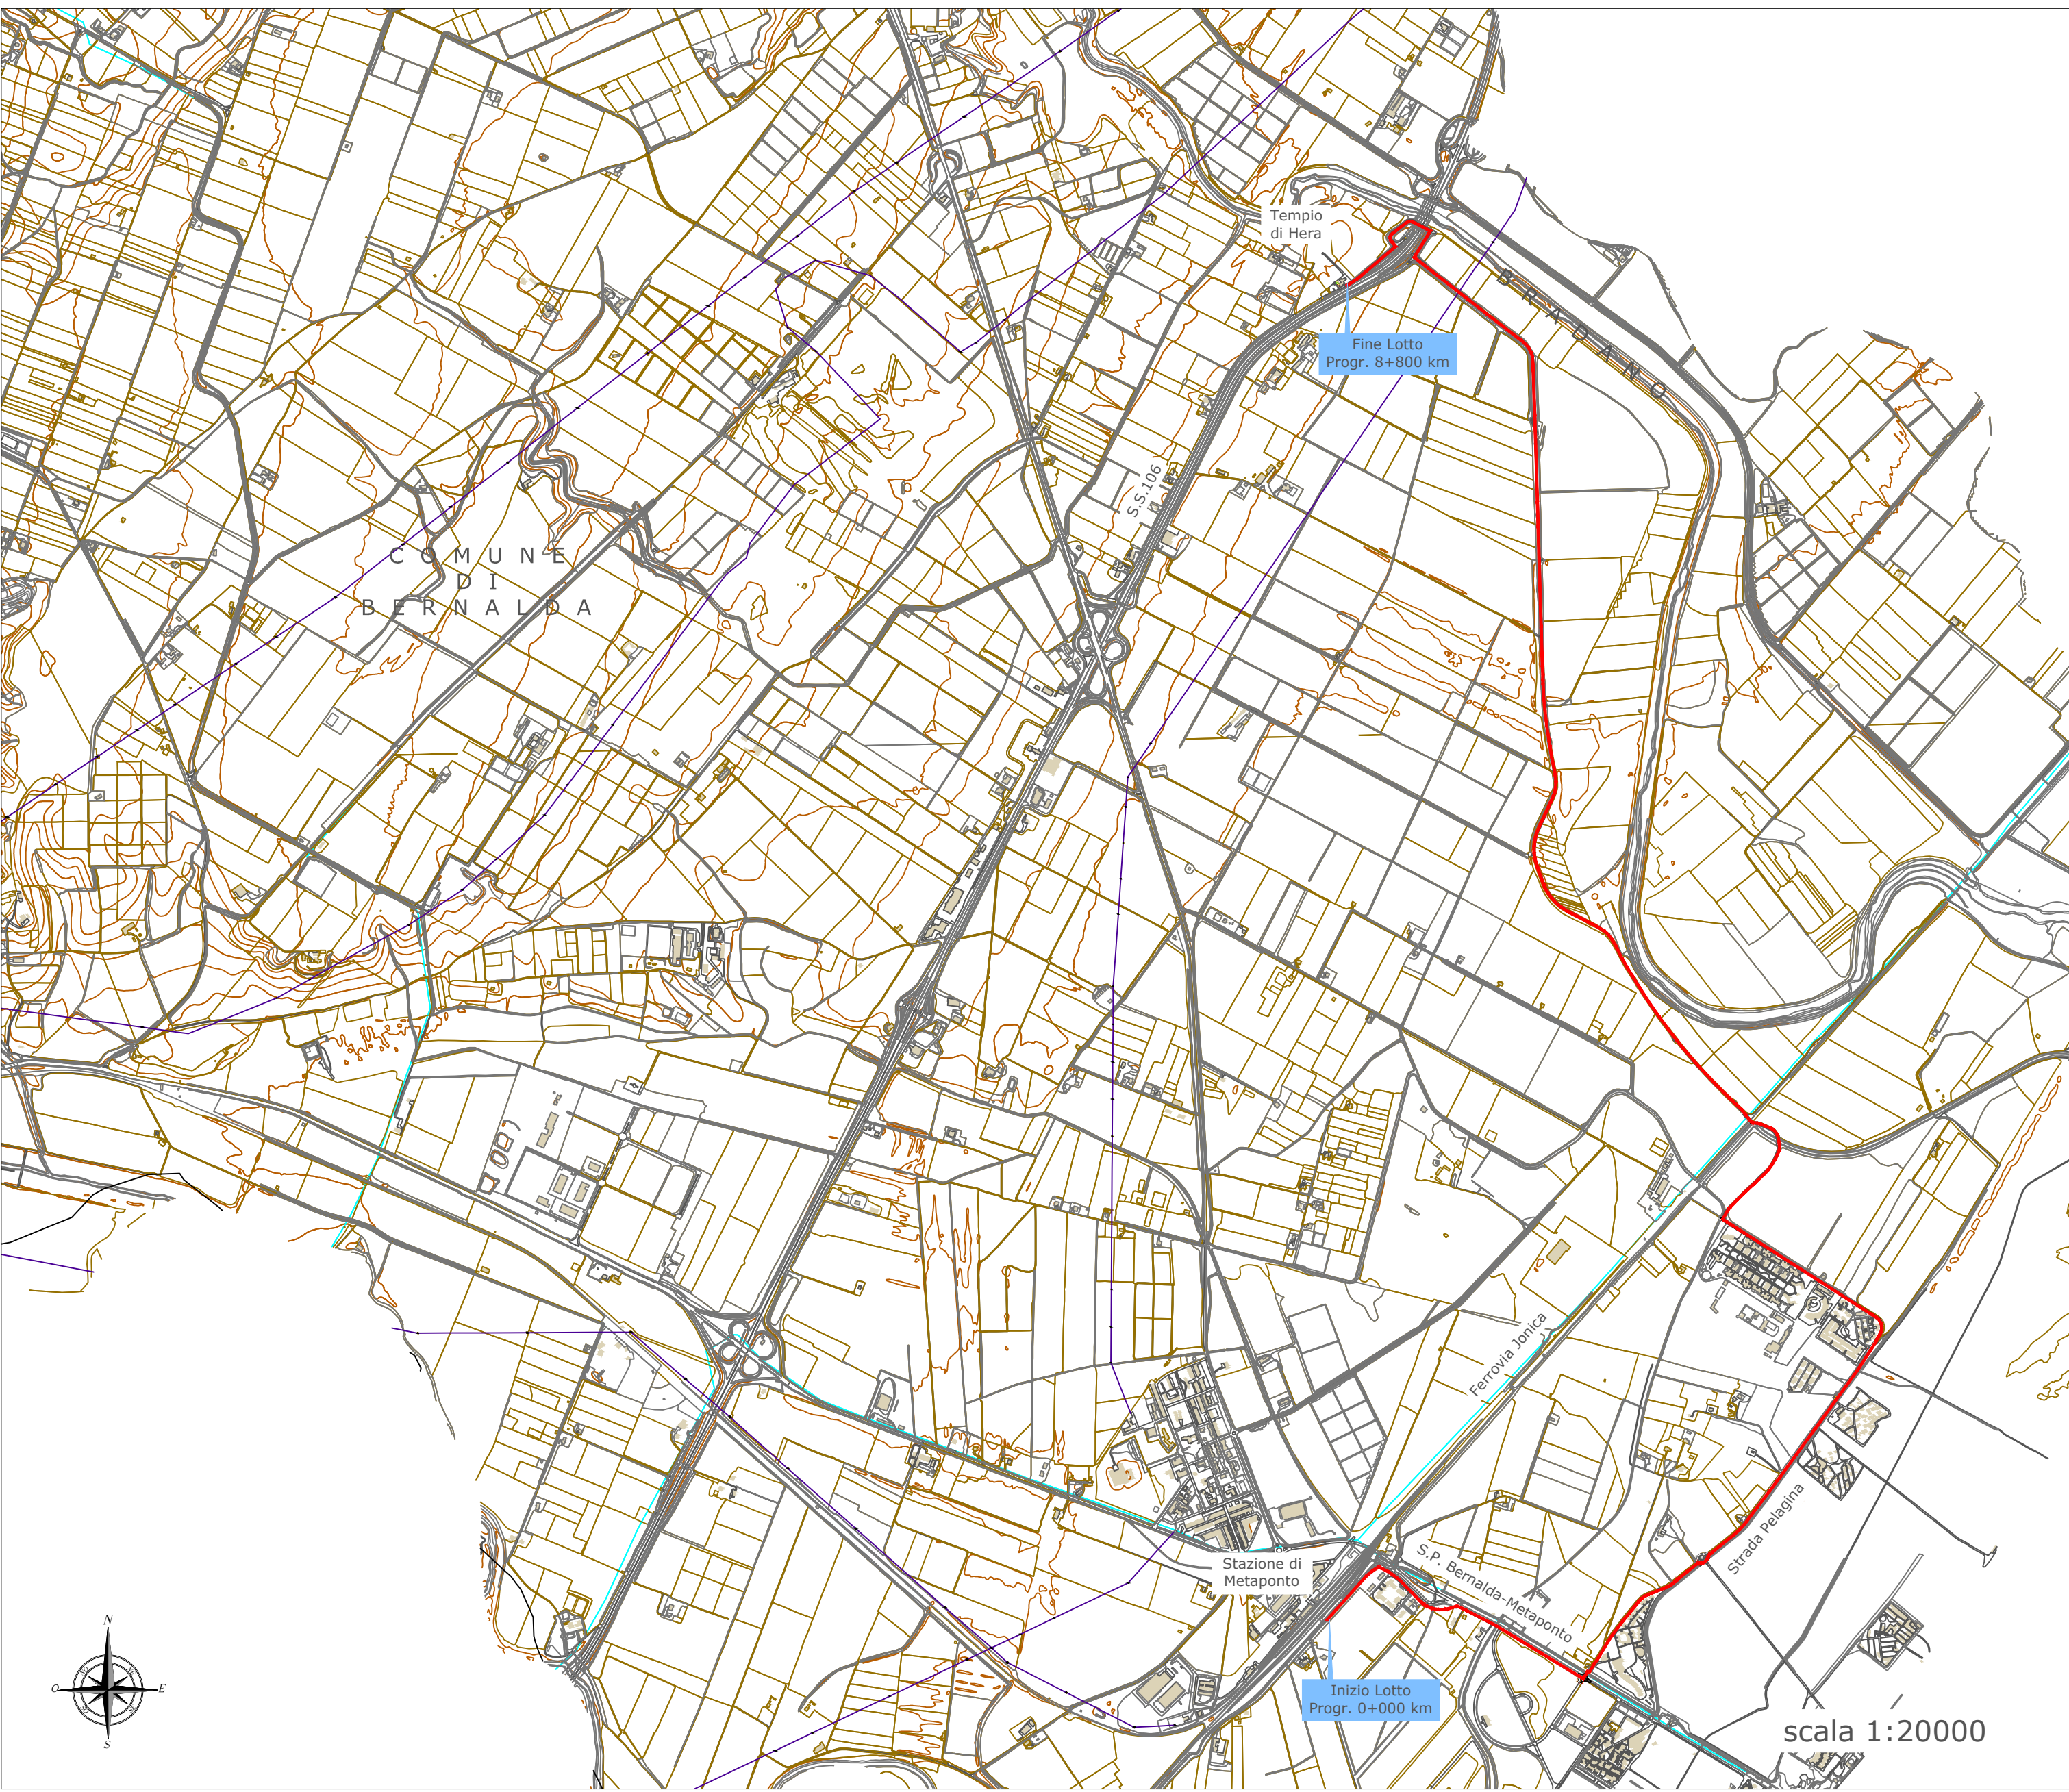 Tempio
di Hera
BRADANO
Fine Lotto
Progr. 8+800 km
S.S.106
COMUNE
DI
BERNALDA
Ferrovia Jonica
Strada Pelagina
S.P. Bernalda-Metaponto
Stazione di
Metaponto
Inizio Lotto
Progr. 0+000 km
N
O
E
S
scala 1:20000